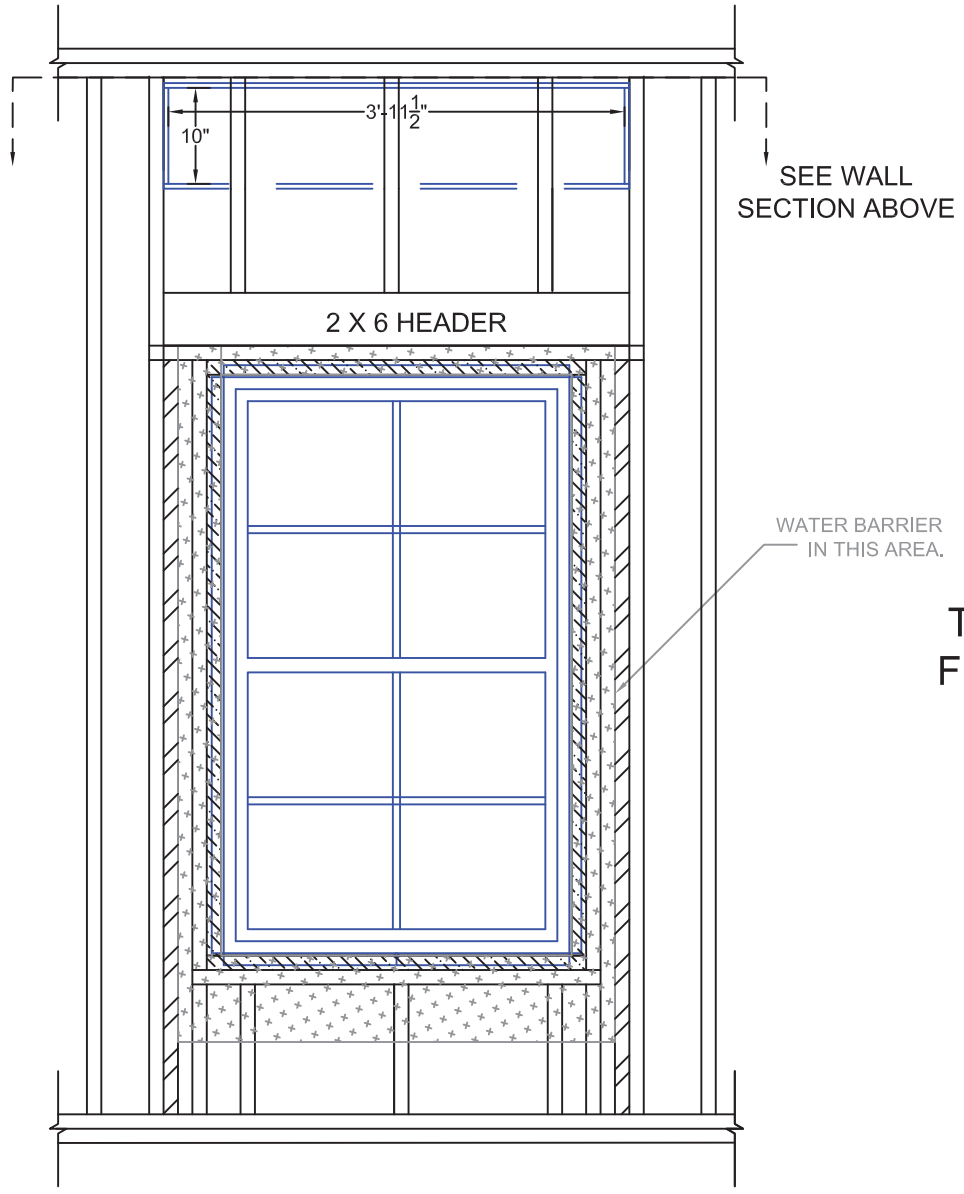 3'-11 1/2"
10"
SEE WALL
SECTION ABOVE
2 X 6 HEADER
WATER BARRIER
IN THIS AREA.
T
F